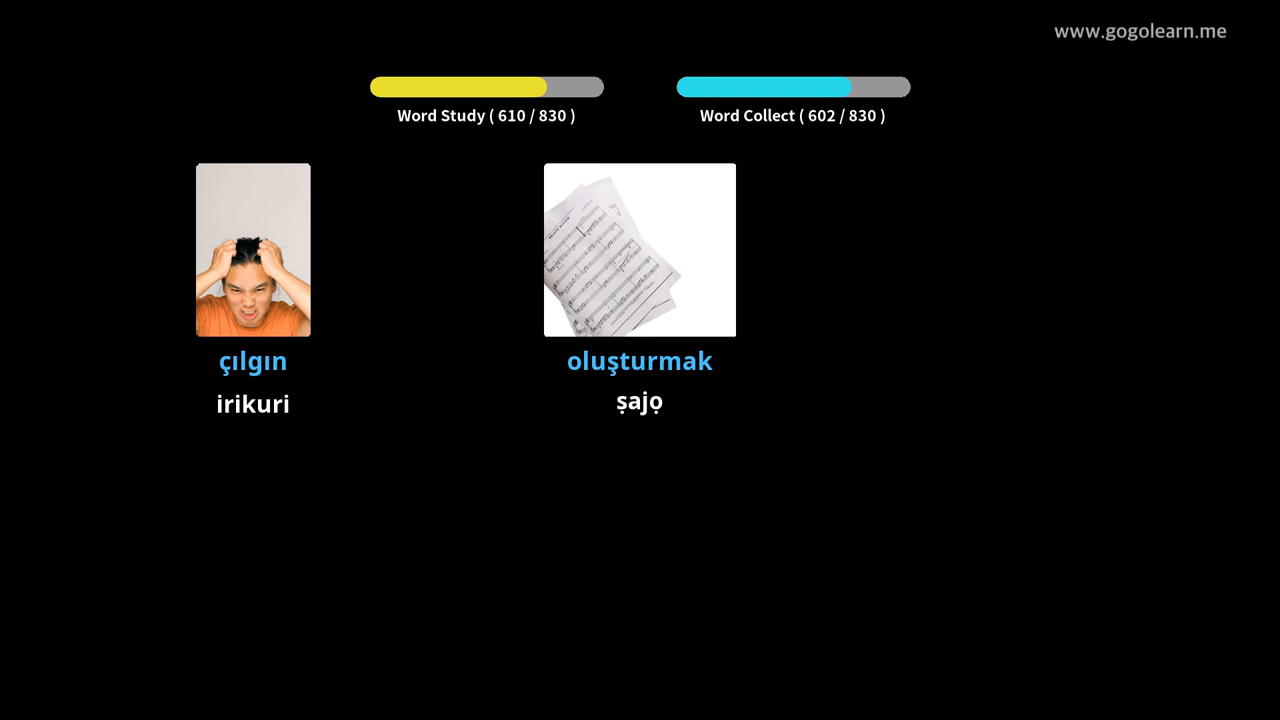 www.gogolearn.me
Word Study ( 610 / 830 )
Word Collect ( 602 / 830 )
çılgın
irikuri
oluşturmak
ṣajọ